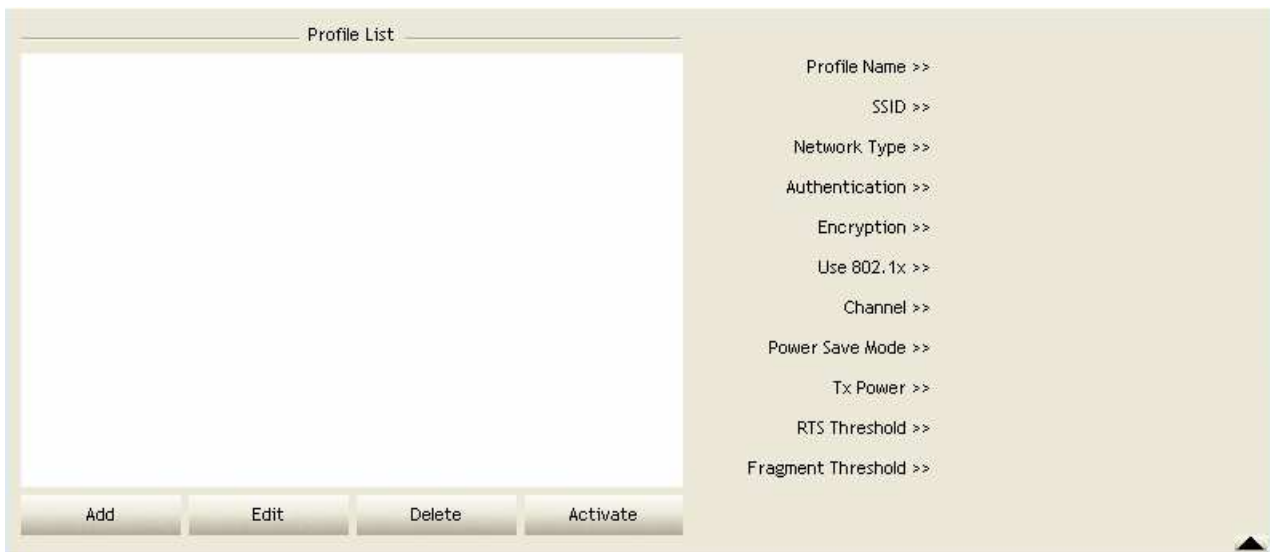 Profile List
Profile Name >>
SSID >>
Network Type >>
Authentication >>
Encryption >>
Use 802.1x >>
Channel >>
Power Save Mode >>
Tx Power >>
RTS Threshold >>
Fragment Threshold >>
Add Edit Delete Activate